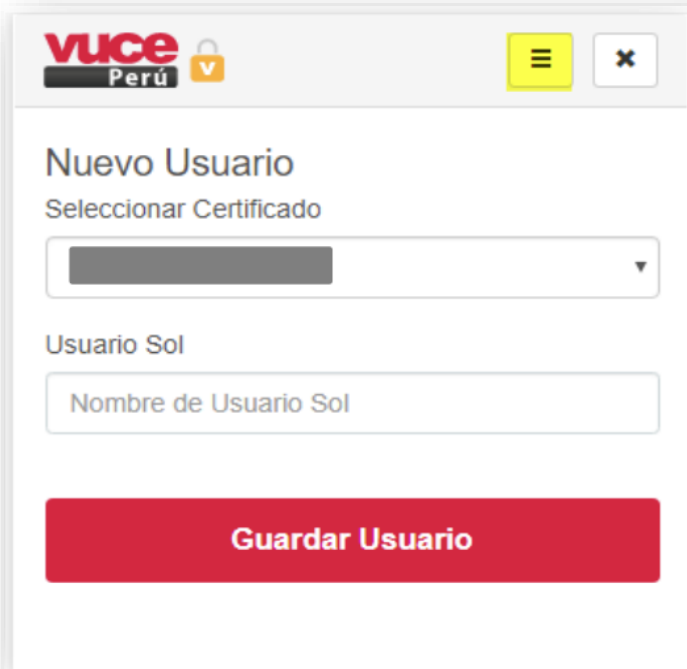 vuce
Perú
v
Nuevo Usuario
Seleccionar Certificado
Usuario Sol
Nombre de Usuario Sol
Guardar Usuario